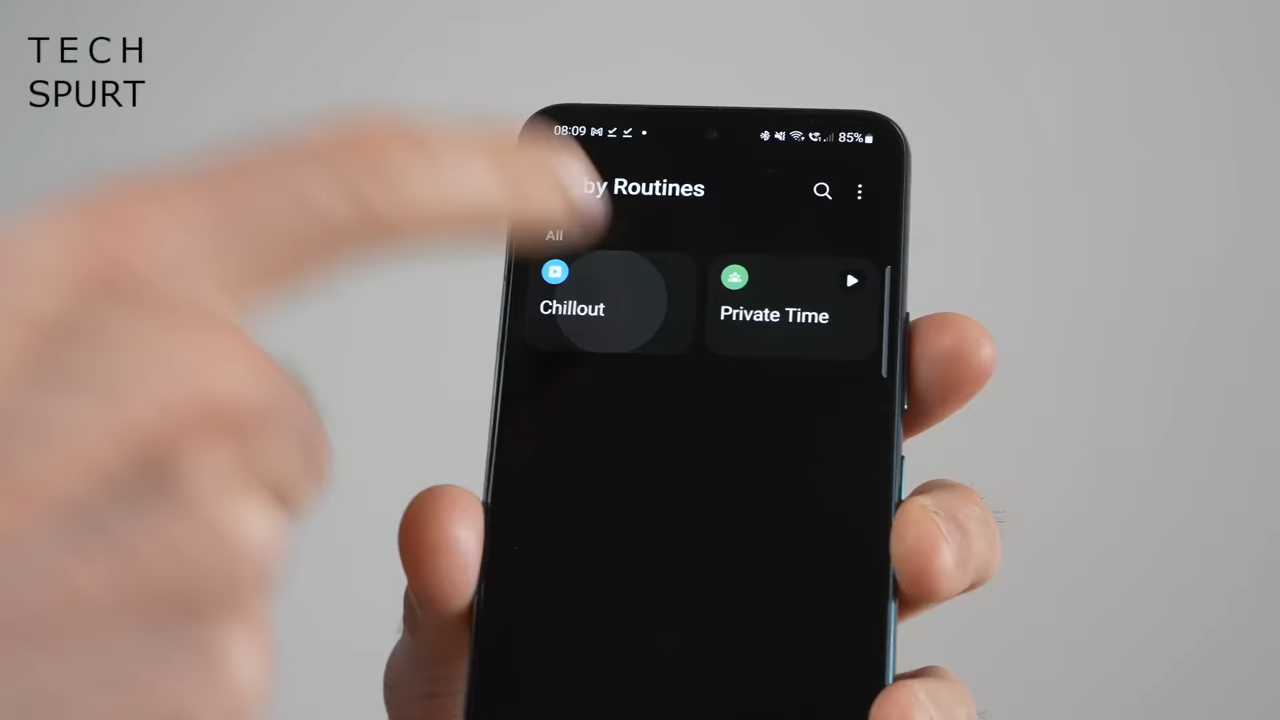 TECH
SPURT
08:09
85%
by Routines
All
Chillout
Private Time